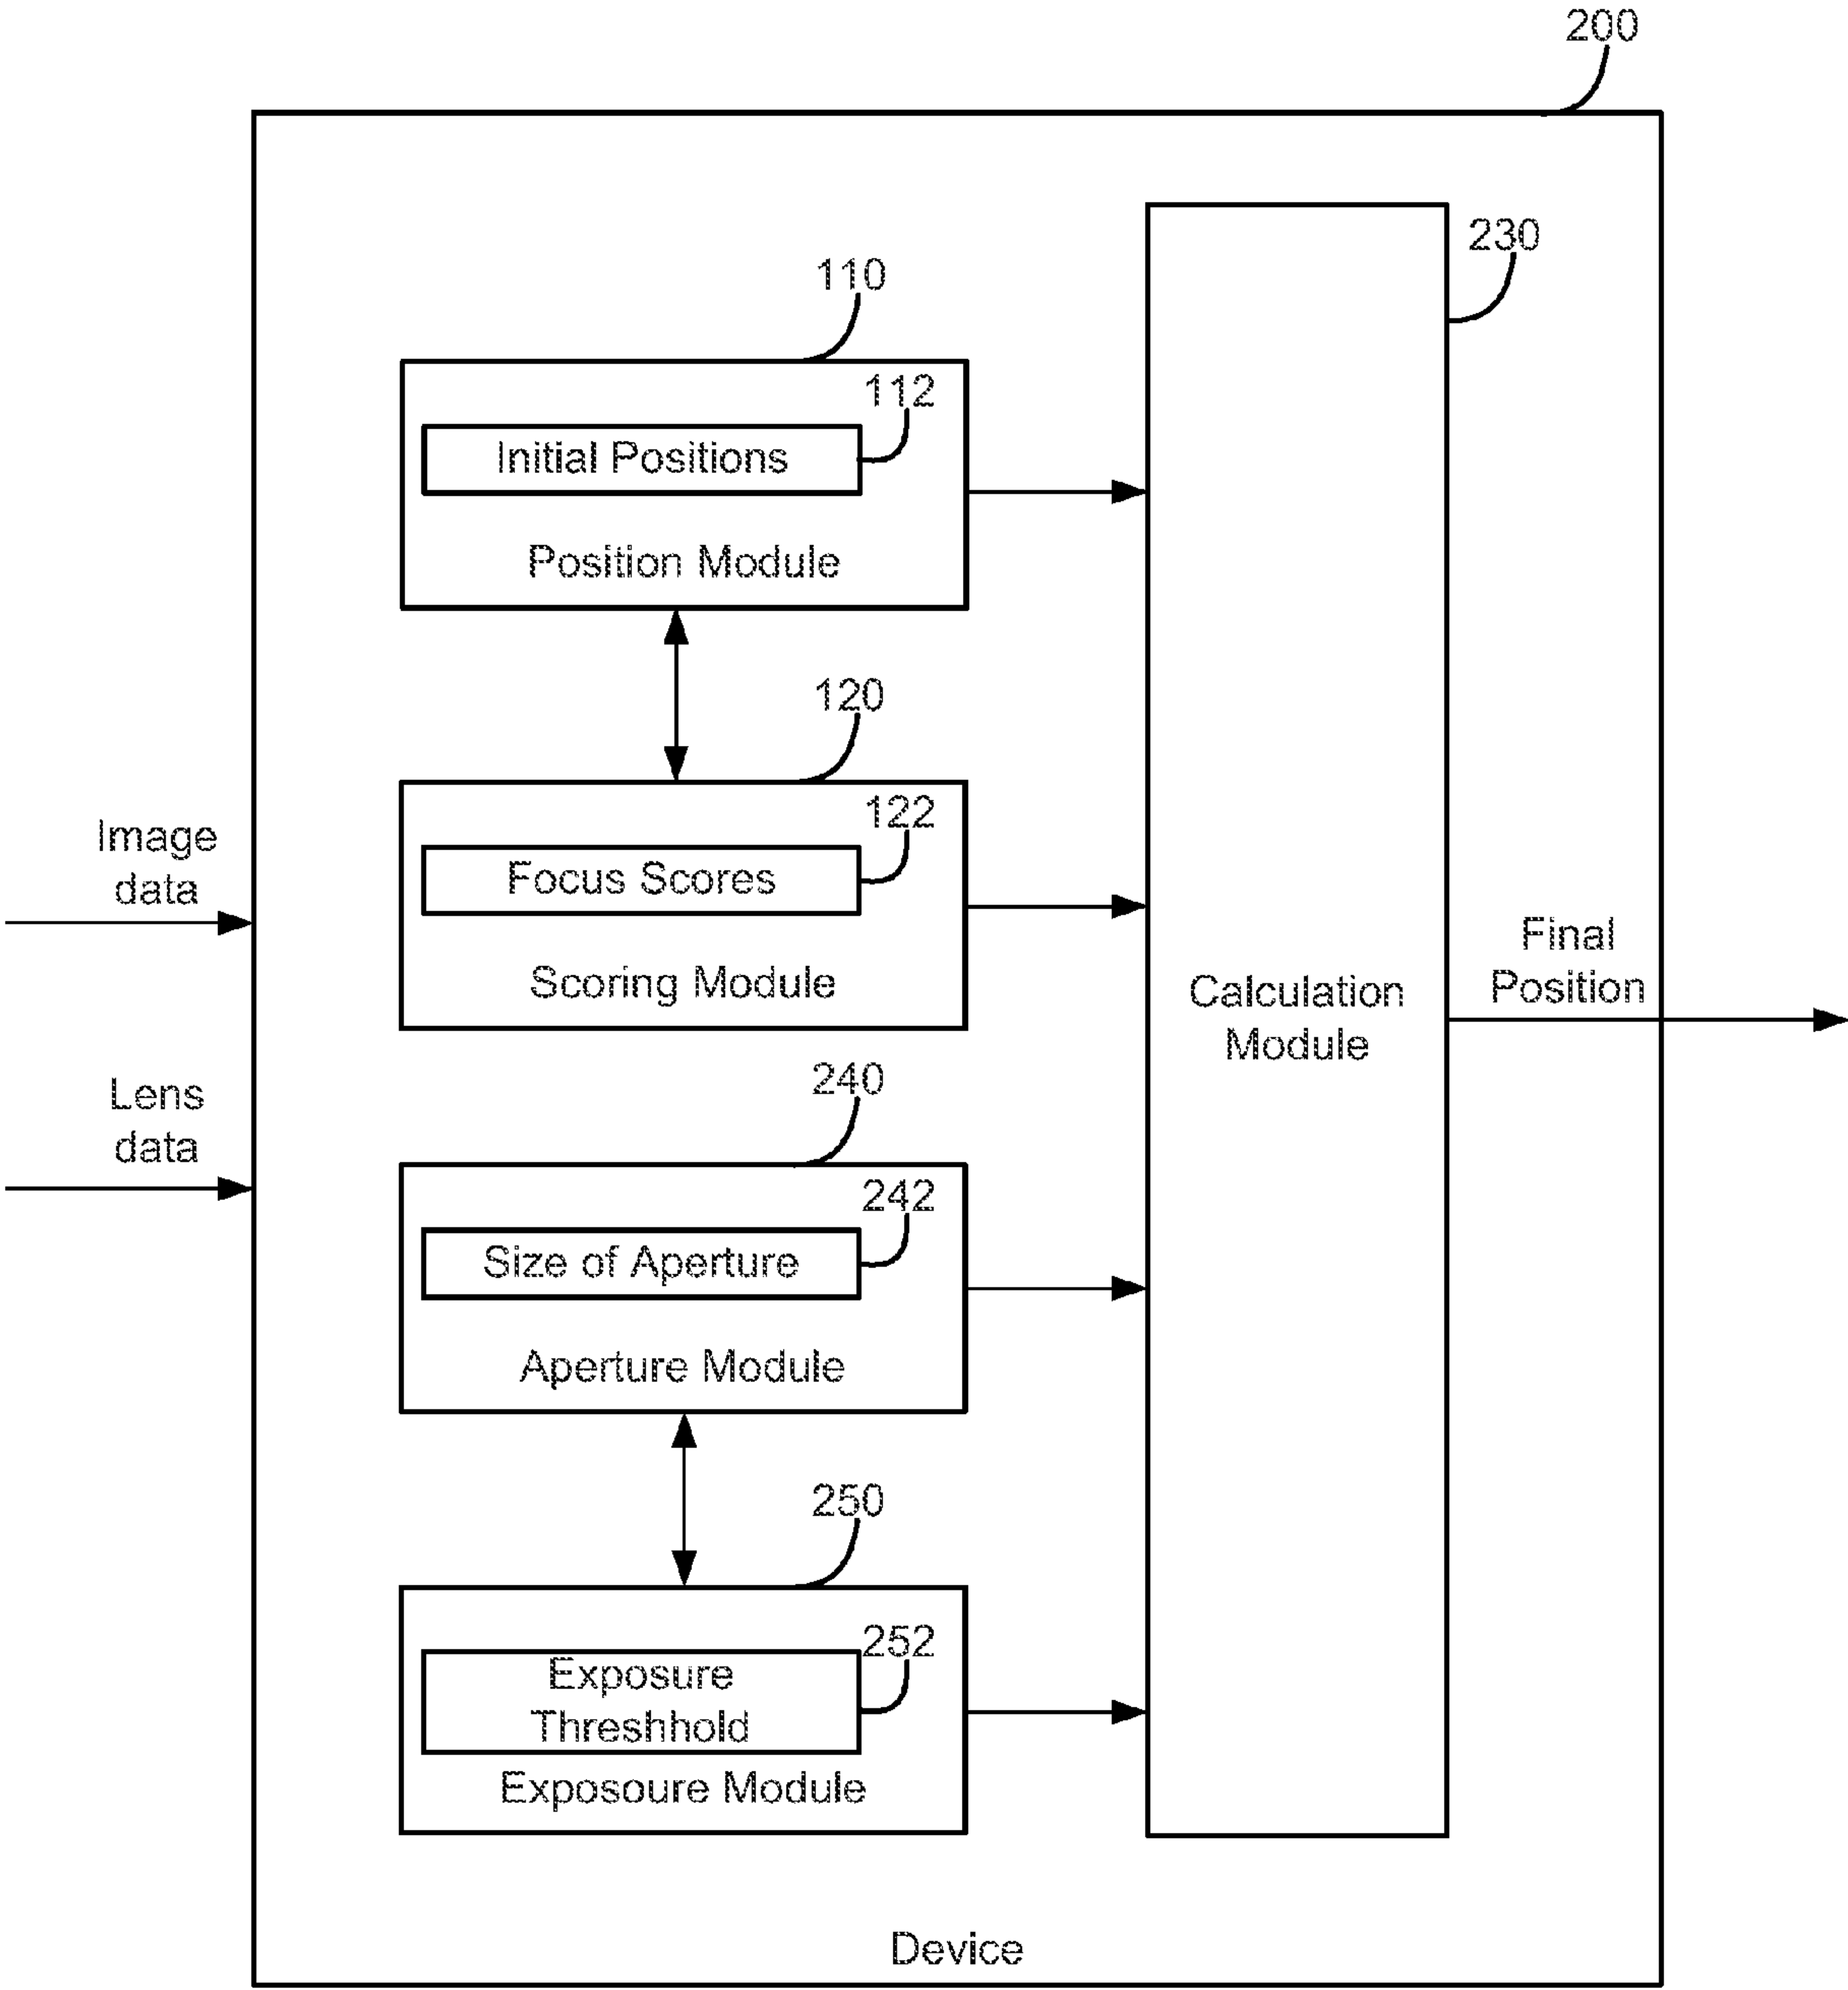 200
230
110
112
Initial Positions
Position Module
120
122
Focus Scores
Scoring Module
Image
data
Lens
data
Calculation
Module
Final
Position
240
242
Size of Aperture
Aperture Module
250
252
Exposure
Threshhold
Exposoure Module
Device